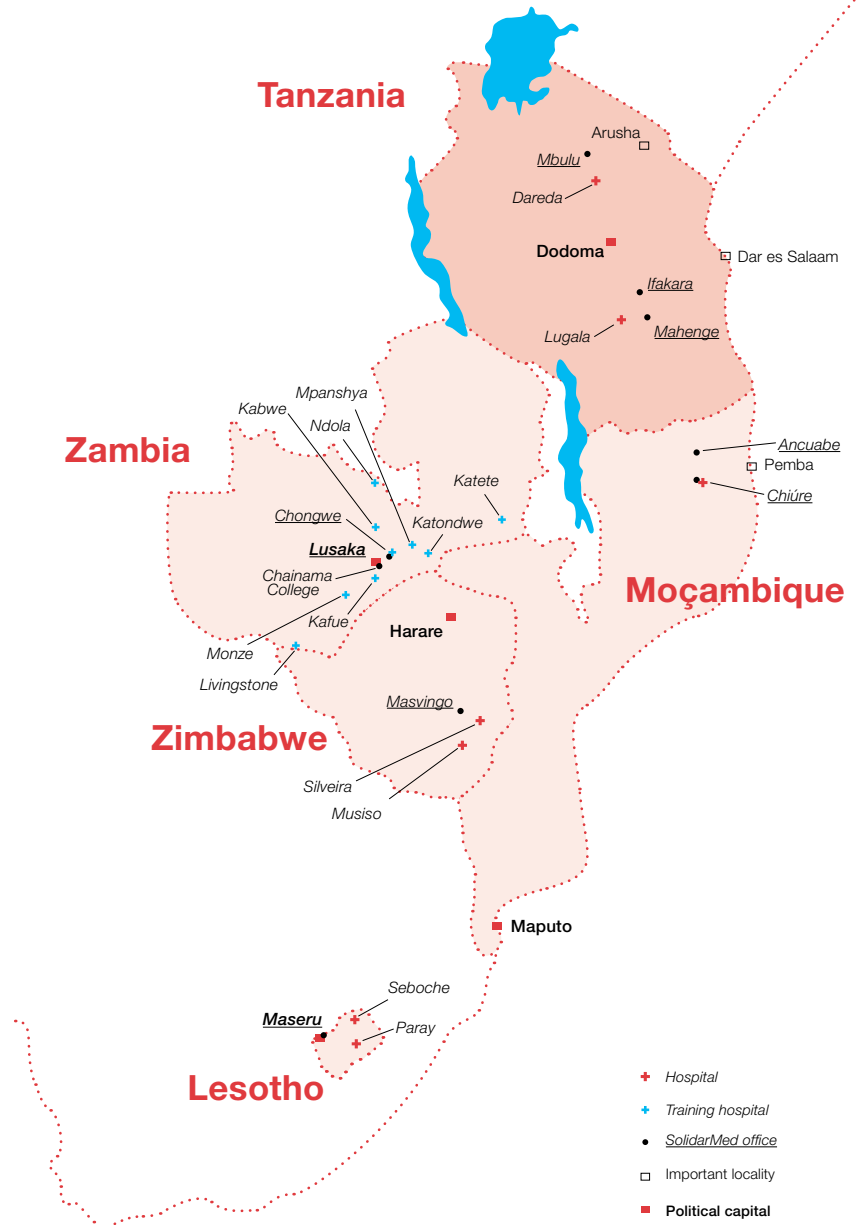 Tanzania
Arusha
Mbulu
Dareda
Dodoma
Dar es Salaam
Ifakara
Mahenge
Lugala
Mpanshya
Kabwe
Ndola
Zambia
Ancuabe
Pemba
Katete
Chiúre
Chongwe
Katondwe
Lusaka
Chainama
College
Moçambique
Kafue
Harare
Monze
Livingstone
Masvingo
Zimbabwe
Silveira
Musiso
Maputo
Seboche
Maseru
Paray
Lesotho
Hospital
Training hospital
SolidarMed office
Important locality
Political capital